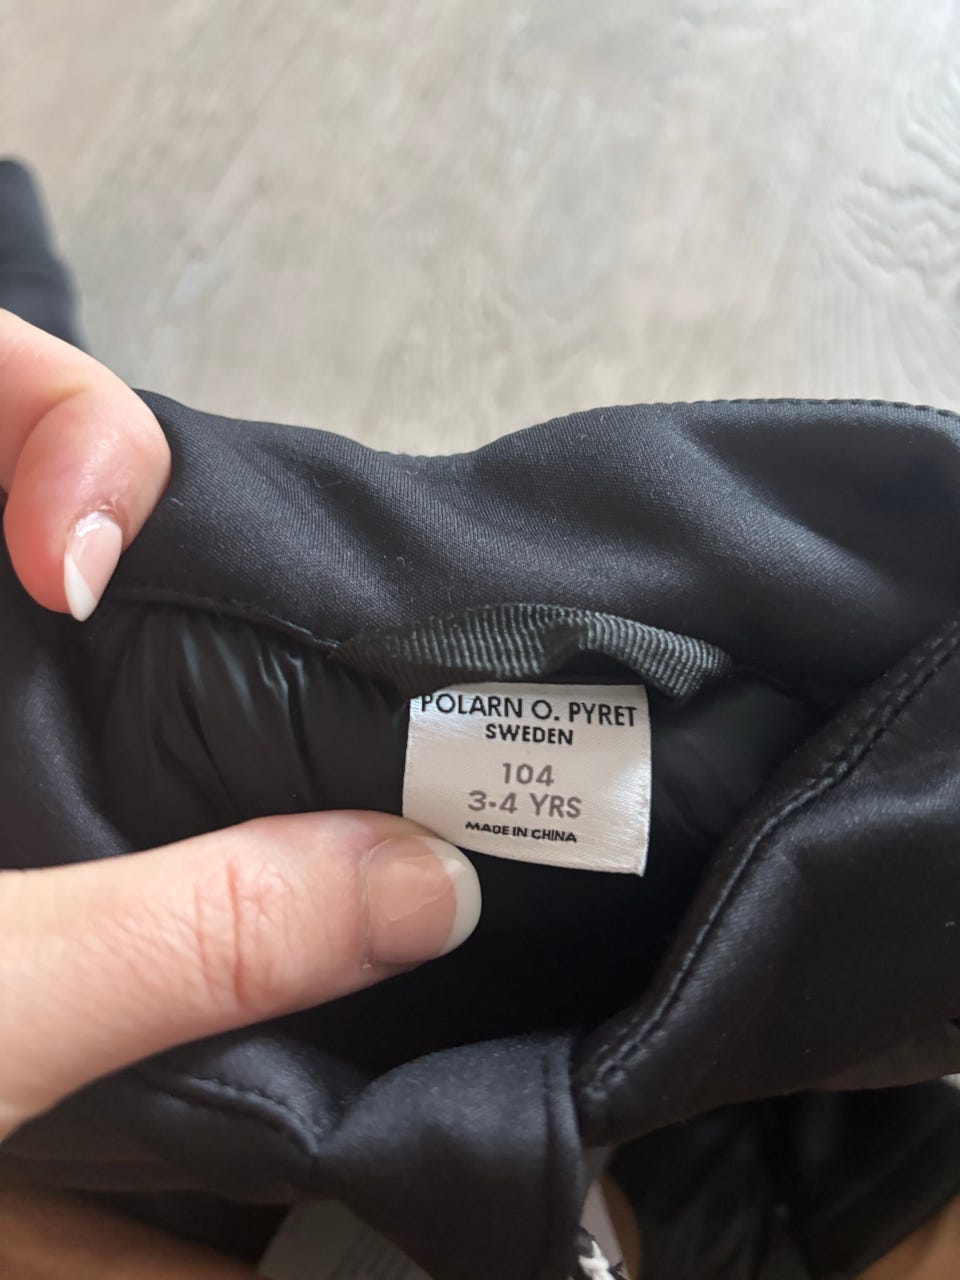 POLARN O. PYRET
SWEDEN
104
3-4 YRS
MADE IN CHINA